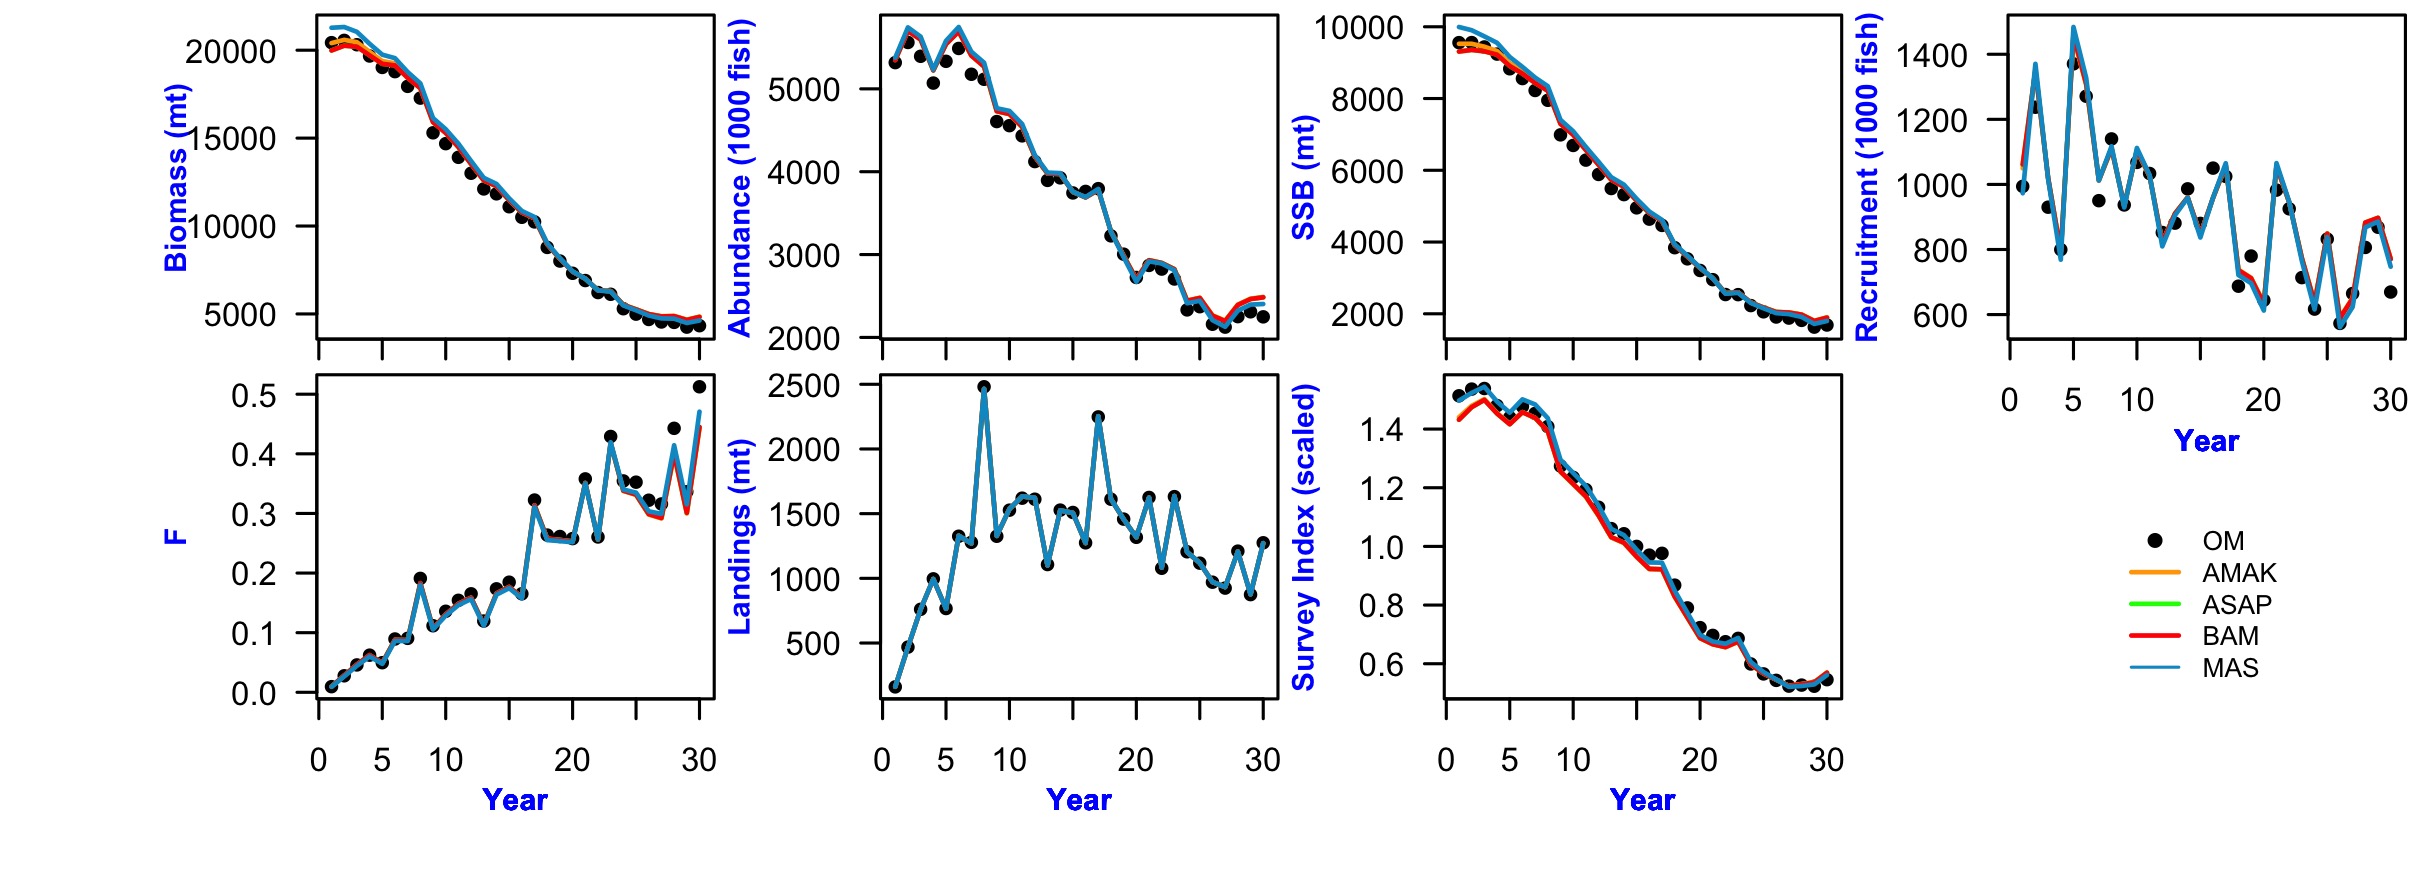 Biomass (mt)
20000
15000
10000
5000
Abundance (1000 fish)
5000
4000
3000
2000
SSB (mt)
10000
8000
6000
4000
2000
Recruitment (1000 fish)
1400
1200
1000
800
600
0 5 10 20 30
Year
F
0.5
0.4
0.3
0.2
0.1
0.0
0 5 10 20 30
Year
Landings (mt)
2500
2000
1500
1000
500
0 5 10 20 30
Year
Survey Index (scaled)
1.4
1.2
1.0
0.8
0.6
0 5 10 20 30
Year
OM
AMAK
ASAP
BAM
MAS